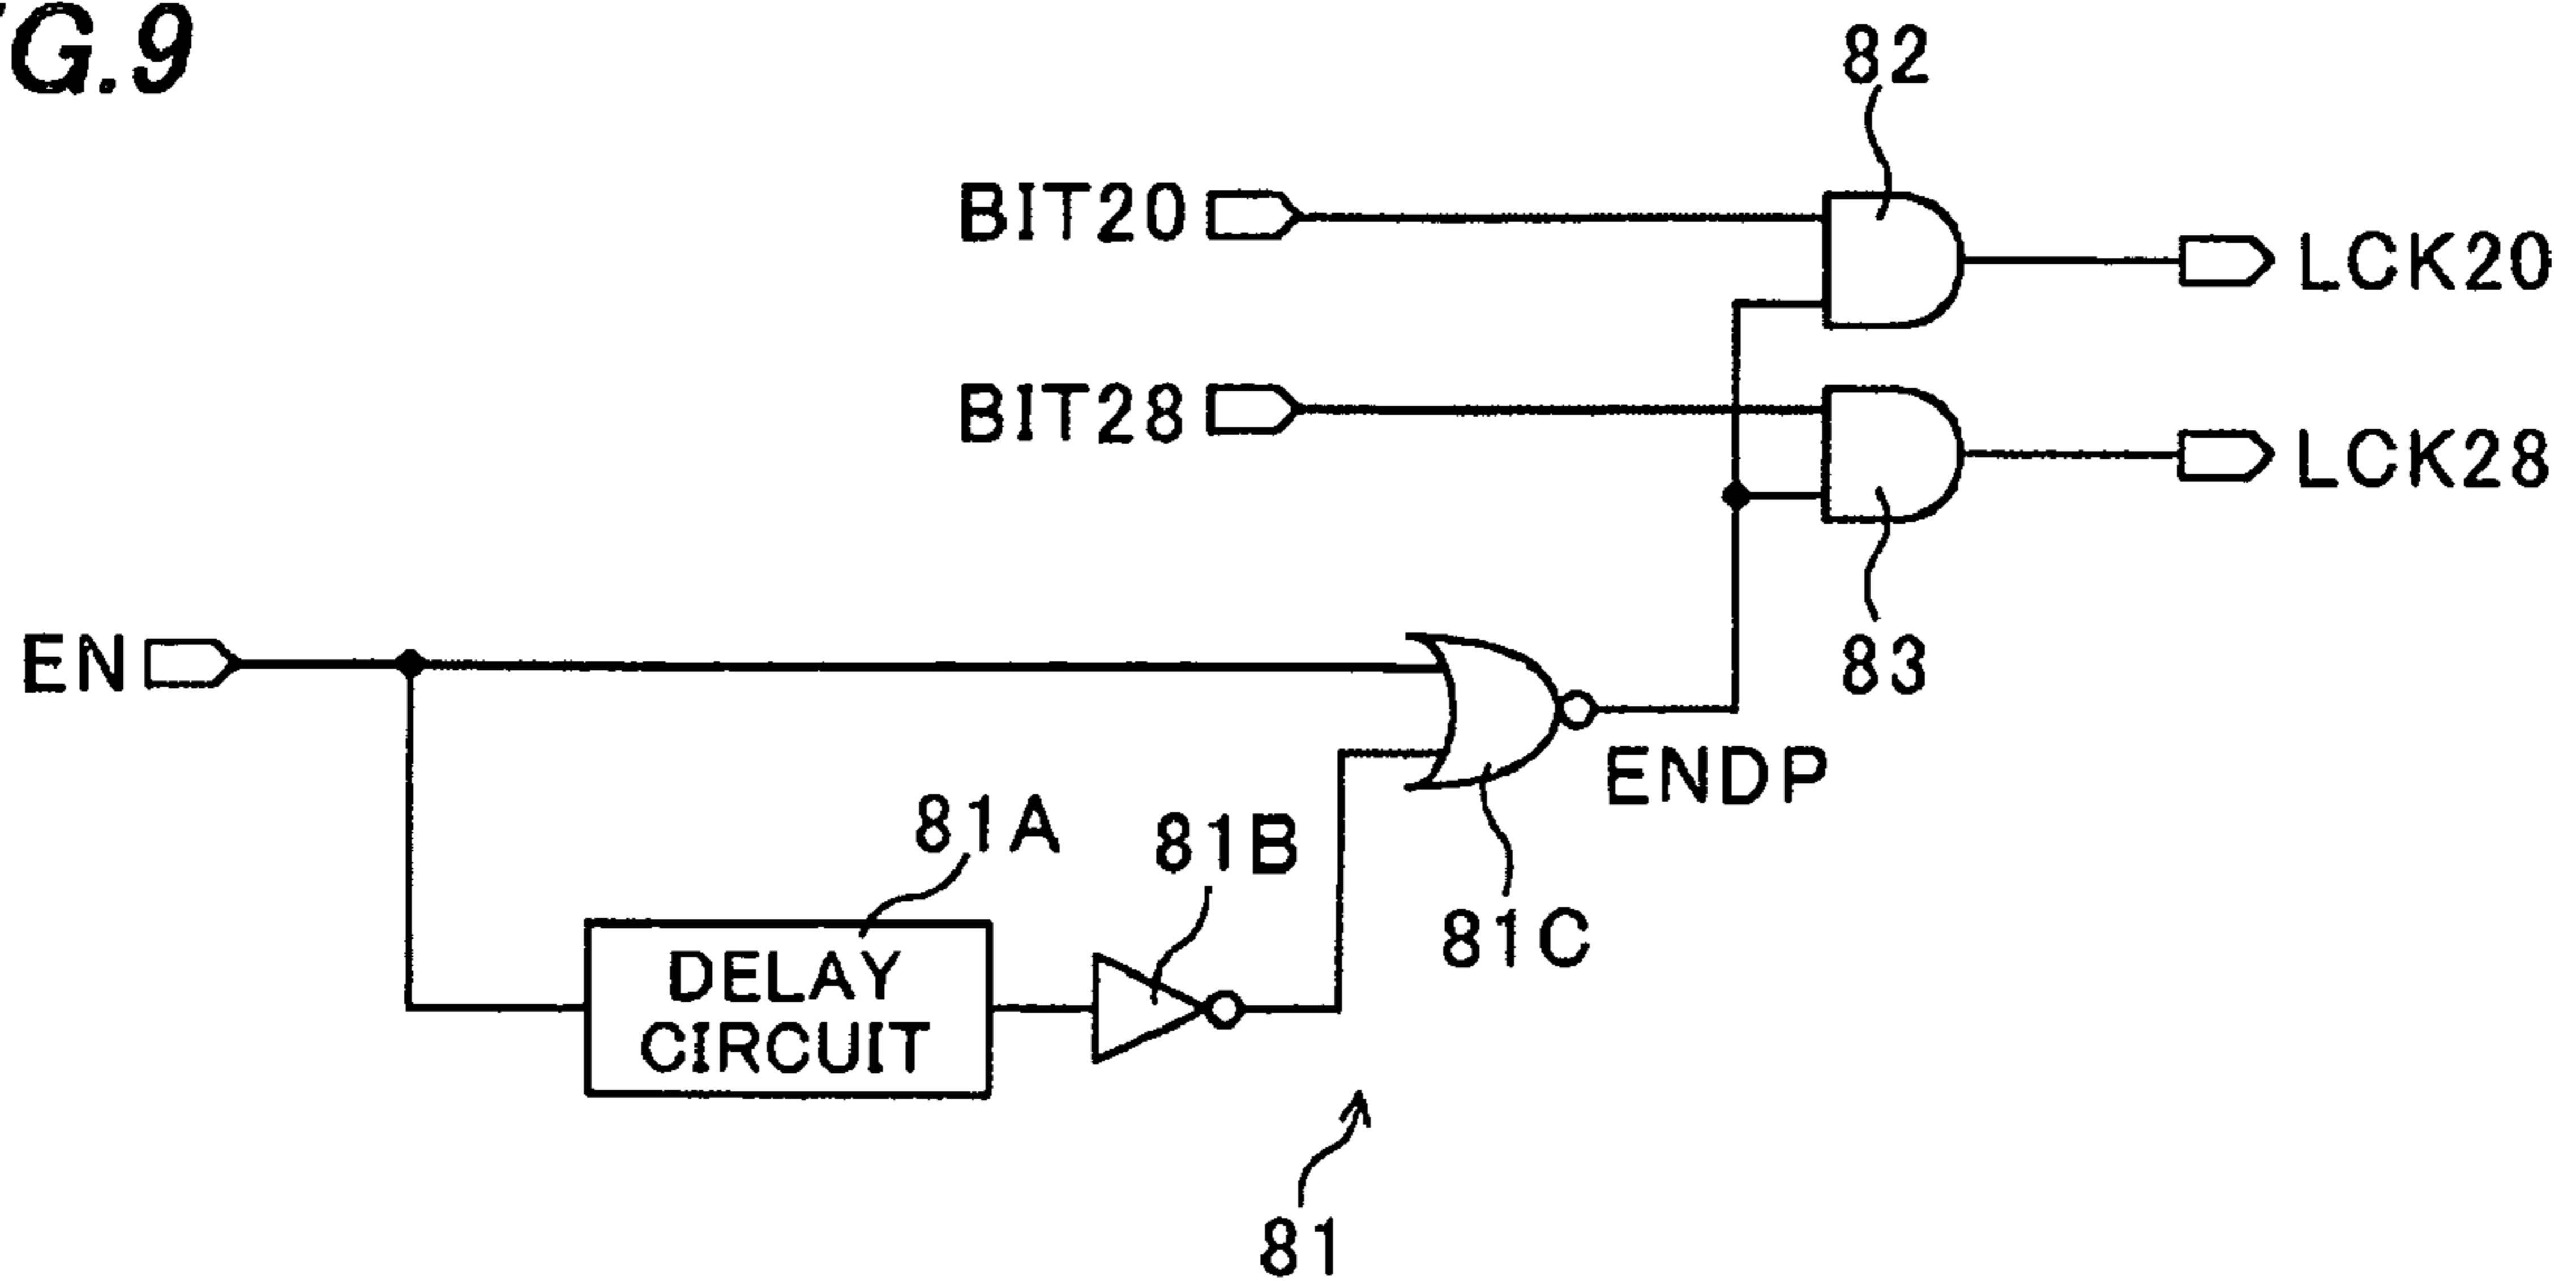 G.9
82
BIT20
LCK20
BIT28
LCK28
83
EN
ENDP
81A
81B
81C
DELAY
CIRCUIT
81